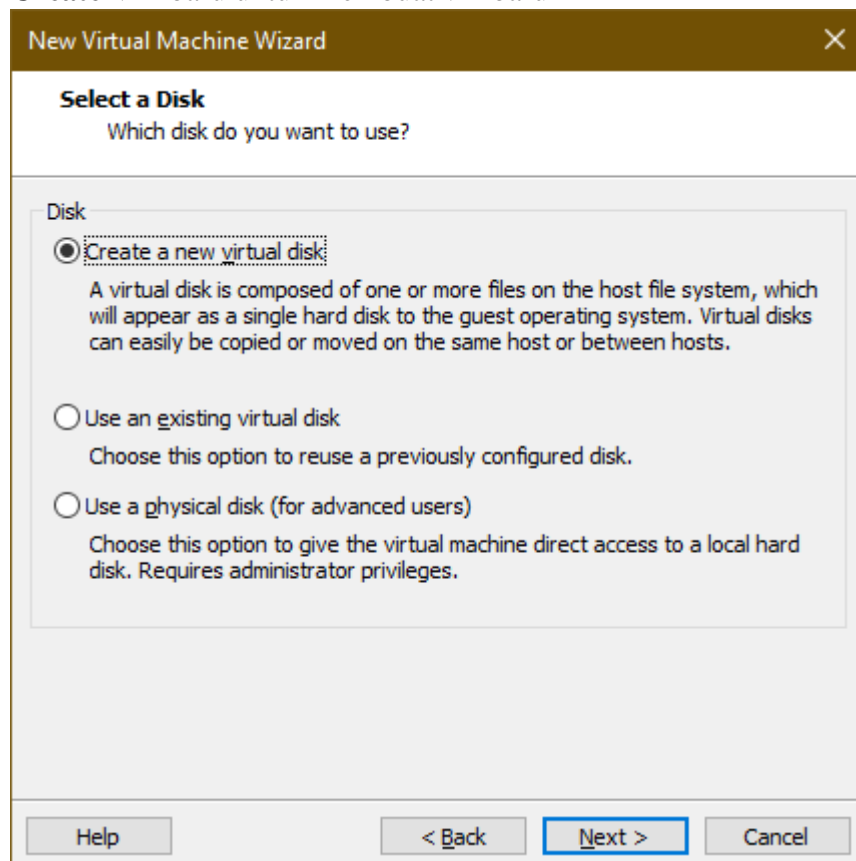 New Virtual Machine Wizard
Select a Disk
Which disk do you want to use?
Disk
Create a new virtual disk
A virtual disk is composed of one or more files on the host file system, which
will appear as a single hard disk to the guest operating system. Virtual disks
can easily be copied or moved on the same host or between hosts.
Use an existing virtual disk
Choose this option to reuse a previously configured disk.
Use a physical disk (for advanced users)
Choose this option to give the virtual machine direct access to a local hard
disk. Requires administrator privileges.
Help < Back Next > Cancel